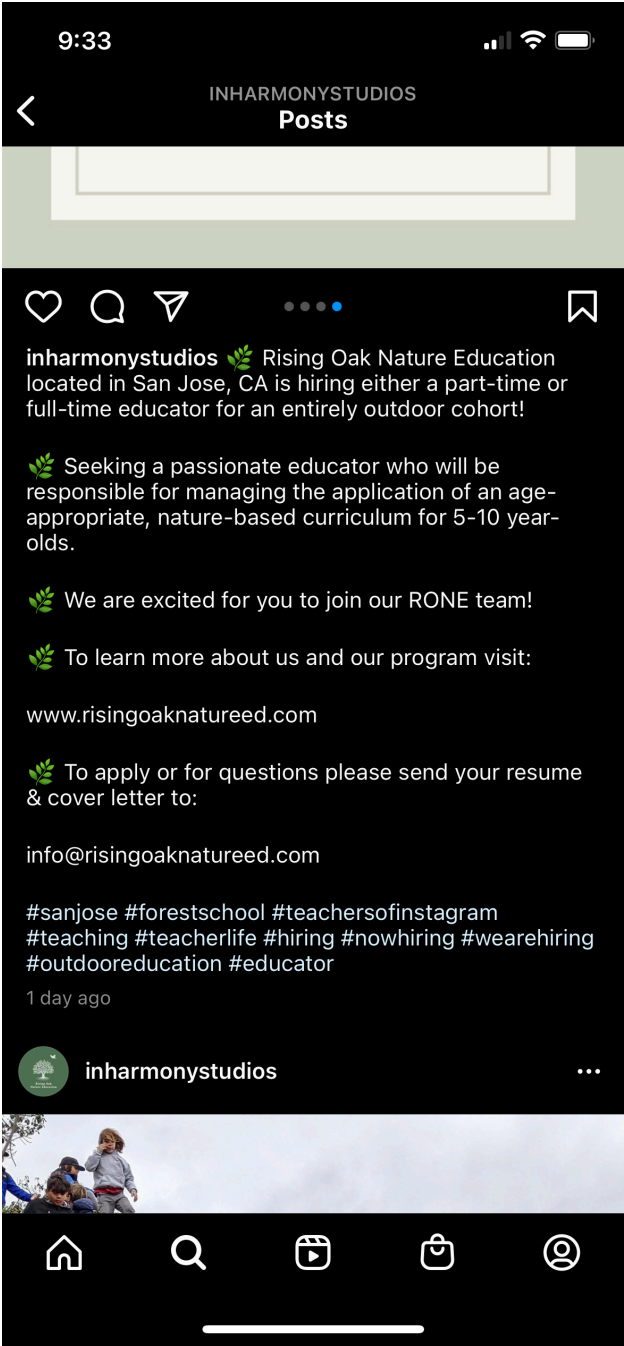 9:33
INHARMONYSTUDIOS
Posts
inharmonystudios 🌿 Rising Oak Nature Education
located in San Jose, CA is hiring either a part-time or
full-time educator for an entirely outdoor cohort!
🌿 Seeking a passionate educator who will be
responsible for managing the application of an age-
appropriate, nature-based curriculum for 5-10 year-
olds.
🌿 We are excited for you to join our RONE team!
🌿 To learn more about us and our program visit:
www.risingoaknatureed.com
🌿 To apply or for questions please send your resume
& cover letter to:
info@risingoaknatureed.com
#sanjose #forestschool #teachersofinstagram
#teaching #teacherlife #hiring #nowhiring #wearehiring
#outdooreducation #educator
1 day ago
Rising Oak
Nature Education
inharmonystudios